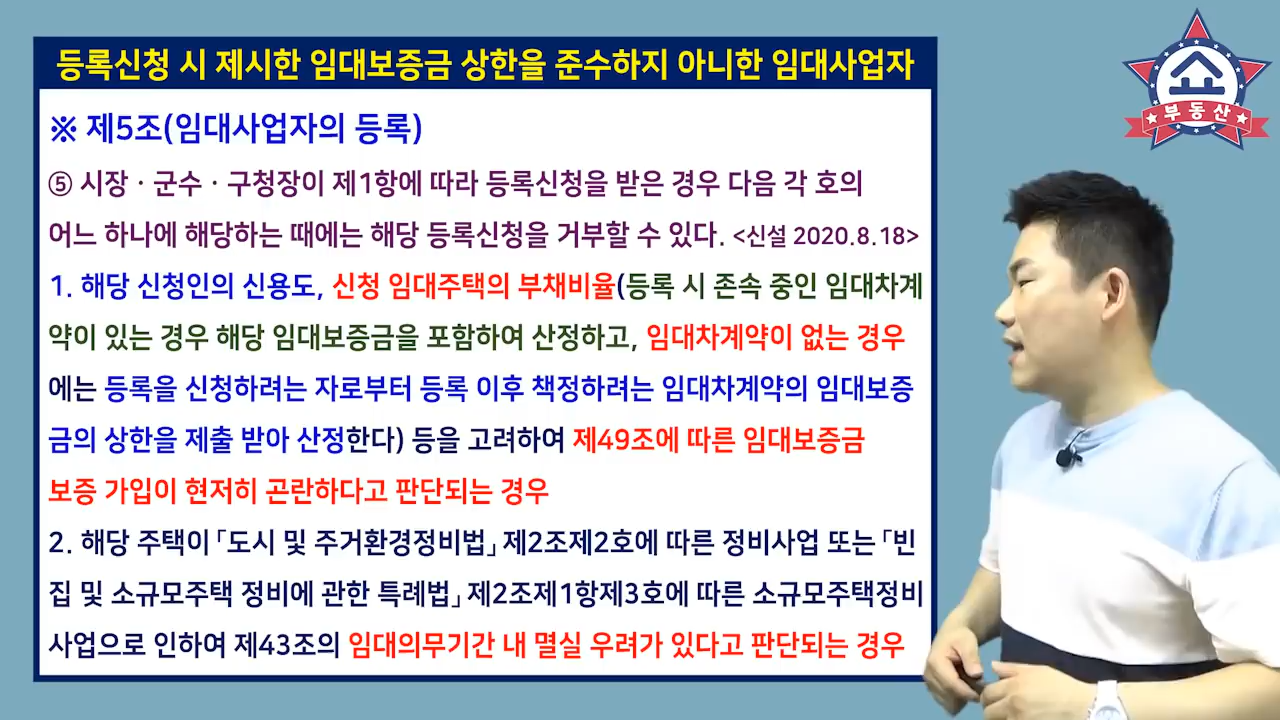 등록신청 시 제시한 임대보증금 상한을 준수하지 아니한 임대사업자
부동산
※ 제5조(임대사업자의 등록)
⑤ 시장ㆍ군수ㆍ구청장이 제1항에 따라 등록신청을 받은 경우 다음 각 호의
어느 하나에 해당하는 때에는 해당 등록신청을 거부할 수 있다. <신설 2020.8.18>
1. 해당 신청인의 신용도, 신청 임대주택의 부채비율(등록 시 존속 중인 임대차계
약이 있는 경우 해당 임대보증금을 포함하여 산정하고, 임대차계약이 없는 경우
에는 등록을 신청하려는 자로부터 등록 이후 책정하려는 임대차계약의 임대보증
금의 상한을 제출 받아 산정한다) 등을 고려하여 제49조에 따른 임대보증금
보증 가입이 현저히 곤란하다고 판단되는 경우
2. 해당 주택이 「도시 및 주거환경정비법」 제2조제2호에 따른 정비사업 또는 「빈
집 및 소규모주택 정비에 관한 특례법」 제2조제1항제3호에 따른 소규모주택정비
사업으로 인하여 제43조의 임대의무기간 내 멸실 우려가 있다고 판단되는 경우